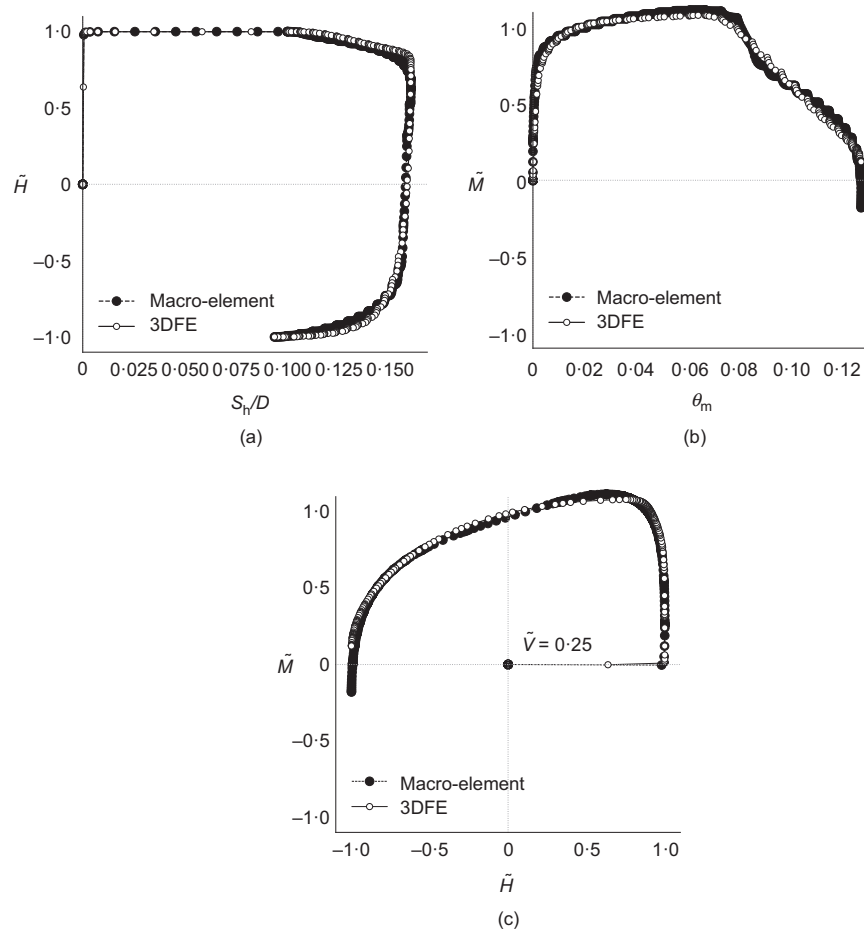 1·0
0·5
0
–0·5
–1·0
H̃
Macro-element
3DFE
0 0·025 0·050 0·075 0·100 0·125 0·150
S_h/D
(a)
1·0
0·5
0
–0·5
–1·0
M̃
Macro-element
3DFE
0 0·02 0·04 0·06 0·08 0·10 0·12
θ_m
(b)
1·0
0·5
0
–0·5
–1·0
M̃
Ṽ = 0·25
Macro-element
3DFE
–1·0 –0·5 0 0·5 1·0
H̃
(c)